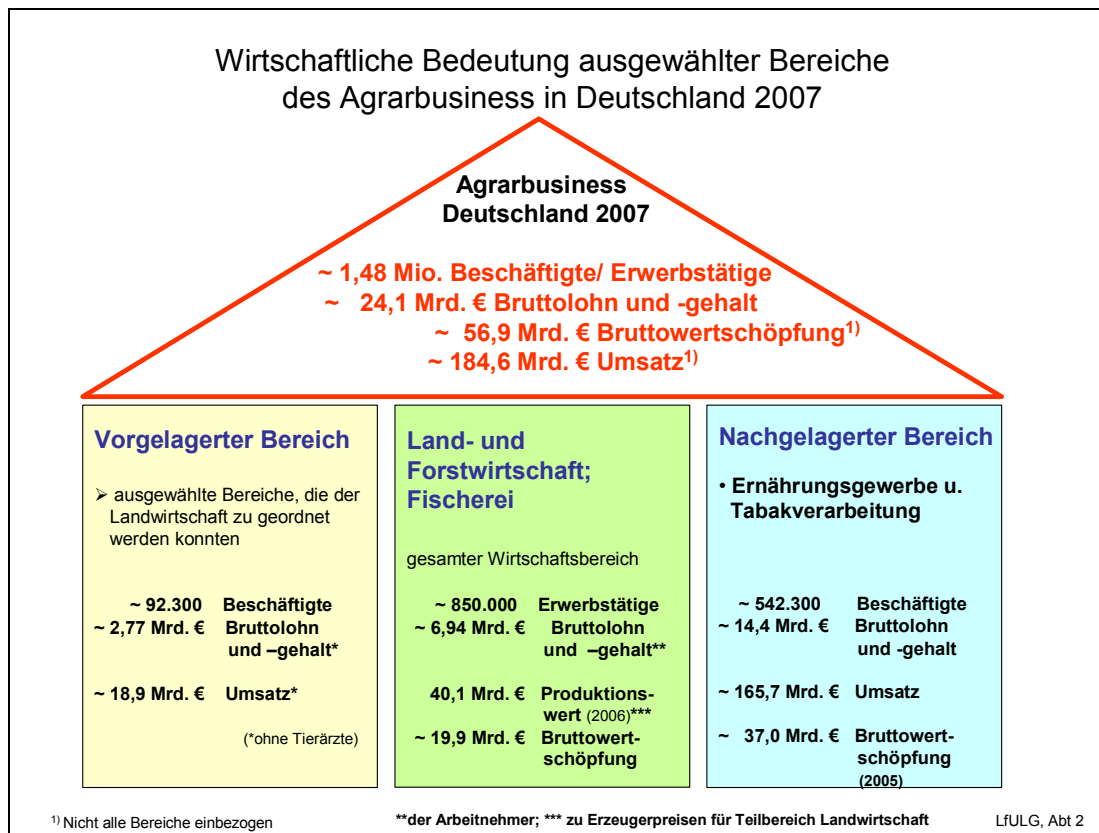 Wirtschaftliche Bedeutung ausgewählter Bereiche
des Agrarbusiness in Deutschland 2007
Agrarbusiness
Deutschland 2007
~ 1,48 Mio. Beschäftigte/ Erwerbstätige
~ 24,1 Mrd. € Bruttolohn und -gehalt
~ 56,9 Mrd. € Bruttowertschöpfung1)
~ 184,6 Mrd. € Umsatz1)
Vorgelagerter Bereich
➢ ausgewählte Bereiche, die der
Landwirtschaft zu geordnet
werden konnten
~ 92.300 Beschäftigte
~ 2,77 Mrd. € Bruttolohn
und –gehalt*
~ 18,9 Mrd. € Umsatz*
(*ohne Tierärzte)
Land- und
Forstwirtschaft;
Fischerei
gesamter Wirtschaftsbereich
~ 850.000 Erwerbstätige
~ 6,94 Mrd. € Bruttolohn
und –gehalt**
40,1 Mrd. € Produktions-
wert (2006)***
~ 19,9 Mrd. € Bruttowert-
schöpfung
Nachgelagerter Bereich
• Ernährungsgewerbe u.
Tabakverarbeitung
~ 542.300 Beschäftigte
~ 14,4 Mrd. € Bruttolohn
und -gehalt
~ 165,7 Mrd. € Umsatz
~ 37,0 Mrd. € Bruttowert-
schöpfung
(2005)
1) Nicht alle Bereiche einbezogen
**der Arbeitnehmer; *** zu Erzeugerpreisen für Teilbereich Landwirtschaft
LfULG, Abt 2